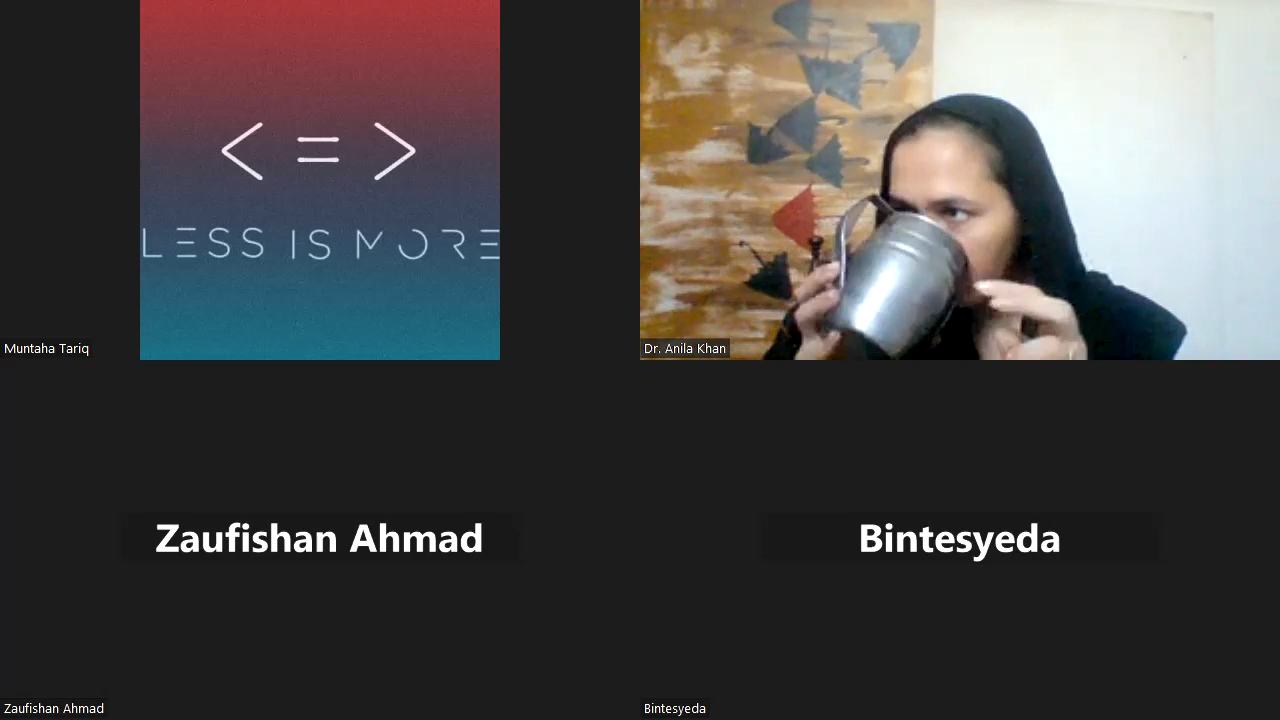 < = >
LESS IS MORE
Muntaha Tariq
Dr. Anila Khan
Zaufishan Ahmad
Bintesyeda
Zaufishan Ahmad
Bintesyeda